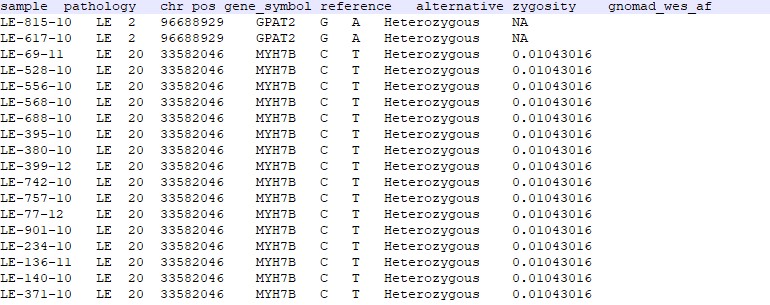 sample pathology chr pos gene_symbol reference alternative zygosity gnomad_wes_af
LE-815-10 LE 2 96688929 GPAT2 G A Heterozygous NA
LE-617-10 LE 2 96688929 GPAT2 G A Heterozygous NA
LE-69-11 LE 20 33582046 MYH7B C T Heterozygous 0.01043016
LE-528-10 LE 20 33582046 MYH7B C T Heterozygous 0.01043016
LE-556-10 LE 20 33582046 MYH7B C T Heterozygous 0.01043016
LE-568-10 LE 20 33582046 MYH7B C T Heterozygous 0.01043016
LE-688-10 LE 20 33582046 MYH7B C T Heterozygous 0.01043016
LE-395-10 LE 20 33582046 MYH7B C T Heterozygous 0.01043016
LE-380-10 LE 20 33582046 MYH7B C T Heterozygous 0.01043016
LE-399-12 LE 20 33582046 MYH7B C T Heterozygous 0.01043016
LE-742-10 LE 20 33582046 MYH7B C T Heterozygous 0.01043016
LE-757-10 LE 20 33582046 MYH7B C T Heterozygous 0.01043016
LE-77-12 LE 20 33582046 MYH7B C T Heterozygous 0.01043016
LE-901-10 LE 20 33582046 MYH7B C T Heterozygous 0.01043016
LE-234-10 LE 20 33582046 MYH7B C T Heterozygous 0.01043016
LE-136-11 LE 20 33582046 MYH7B C T Heterozygous 0.01043016
LE-140-10 LE 20 33582046 MYH7B C T Heterozygous 0.01043016
LE-371-10 LE 20 33582046 MYH7B C T Heterozygous 0.01043016